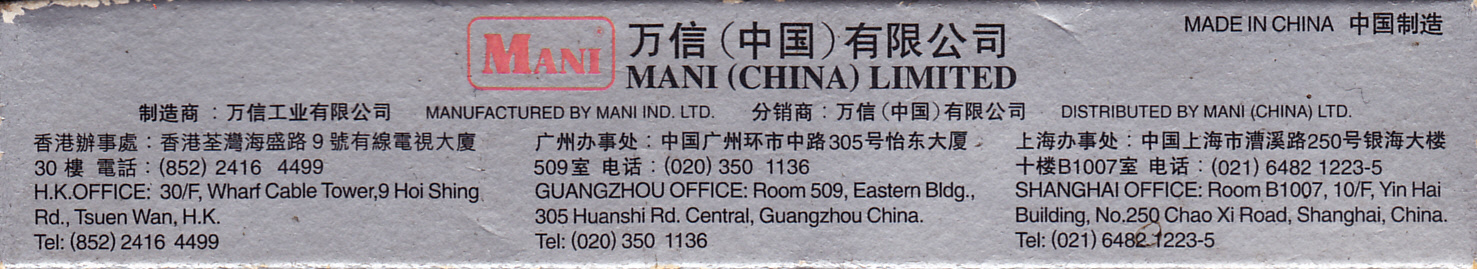 MADE IN CHINA 中国制造
MANI® 万信(中国)有限公司
MANI (CHINA) LIMITED
制造商:万信工业有限公司 MANUFACTURED BY MANI IND. LTD. 分销商:万信(中国)有限公司 DISTRIBUTED BY MANI (CHINA) LTD.
香港辦事處:香港荃灣海盛路9號有線電視大廈
30樓 電話:(852) 2416 4499
H.K.OFFICE: 30/F, Wharf Cable Tower,9 Hoi Shing
Rd., Tsuen Wan, H.K.
Tel: (852) 2416 4499
广州办事处:中国广州环市中路305号怡东大厦
509室 电话:(020) 350 1136
GUANGZHOU OFFICE: Room 509, Eastern Bldg.,
305 Huanshi Rd. Central, Guangzhou China.
Tel: (020) 350 1136
上海办事处:中国上海市漕溪路250号银海大楼
十楼B1007室 电话:(021) 6482 1223-5
SHANGHAI OFFICE: Room B1007, 10/F, Yin Hai
Building, No.250 Chao Xi Road, Shanghai, China.
Tel: (021) 6482 1223-5